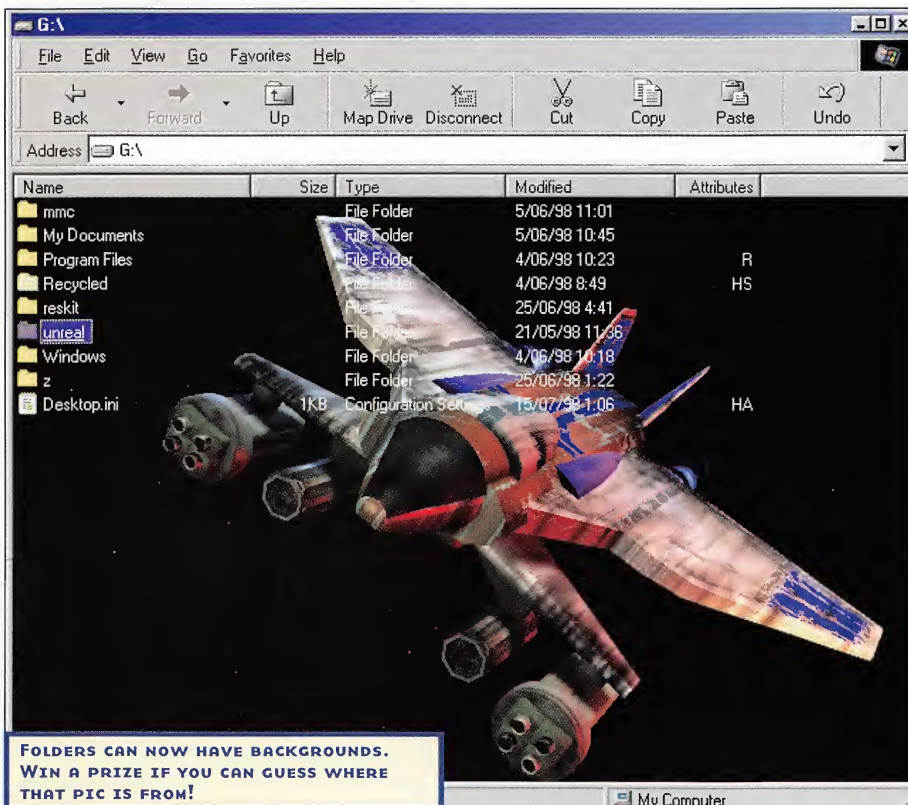 G:\
File Edit View Go Favorites Help
Back Forward Up Map Drive Disconnect Cut Copy Paste Undo
Address G:\
Name Size Type Modified Attributes
mmc File Folder 5/06/98 11:01
My Documents File Folder 5/06/98 10:45
Program Files File Folder 4/06/98 10:23 R
Recycled File Folder 4/06/98 8:49 HS
reskit File Folder 25/06/98 4:41
unreal File Folder 21/05/98 11:36
Windows File Folder 4/06/98 10:18
z File Folder 25/06/98 1:22
Desktop.ini 1KB Configuration 15/07/98 1:06 HA
FOLDERS CAN NOW HAVE BACKGROUNDS.
WIN A PRIZE IF YOU CAN GUESS WHERE
THAT PIC IS FROM!
My Computer